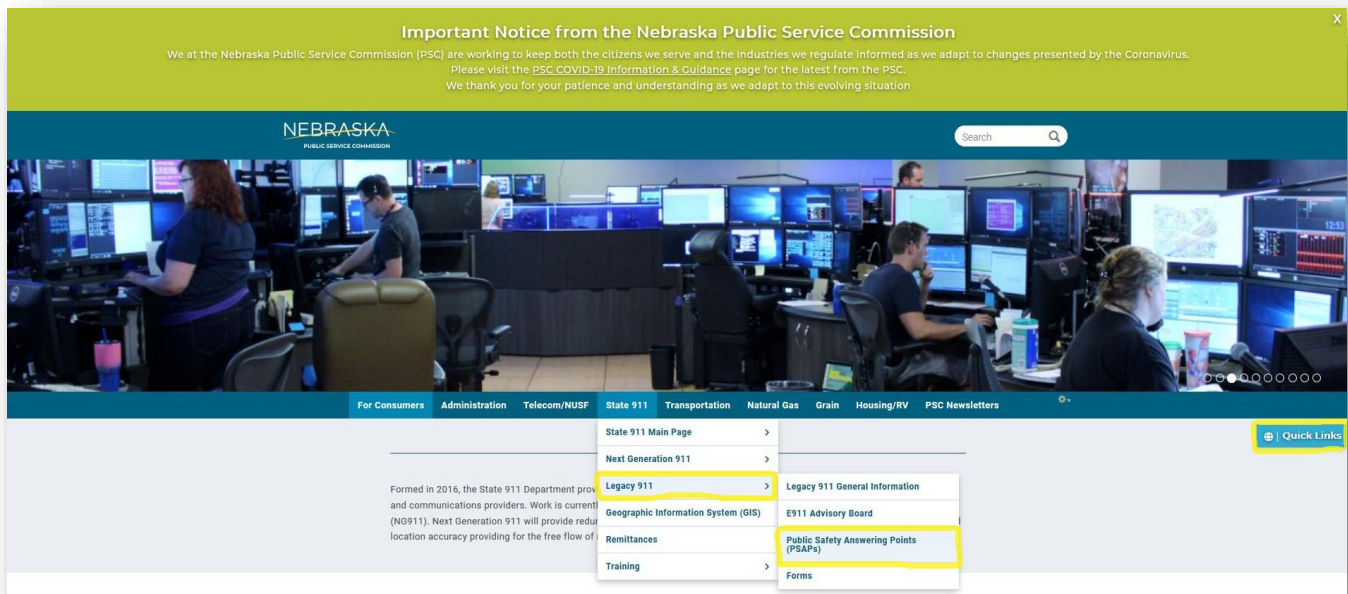 X
Important Notice from the Nebraska Public Service Commission
We at the Nebraska Public Service Commission (PSC) are working to keep both the citizens we serve and the industries we regulate informed as we adapt to changes presented by the Coronavirus.
Please visit the PSC COVID-19 Information & Guidance page for the latest from the PSC.
We thank you for your patience and understanding as we adapt to this evolving situation
NEBRASKA
PUBLIC SERVICE COMMISSION
Search
12:53
For Consumers Administration Telecom/NUSF State 911 Transportation Natural Gas Grain Housing/RV PSC Newsletters
| Quick Links
State 911 Main Page >
Next Generation 911 >
Legacy 911 >
Geographic Information System (GIS)
Remittances
Training >
Legacy 911 General Information
E911 Advisory Board
Public Safety Answering Points
(PSAPs)
Forms
Formed in 2016, the State 911 Department
and communications providers. Work is
(NG911). Next Generation 911 will provide
location accuracy providing for the free flow of